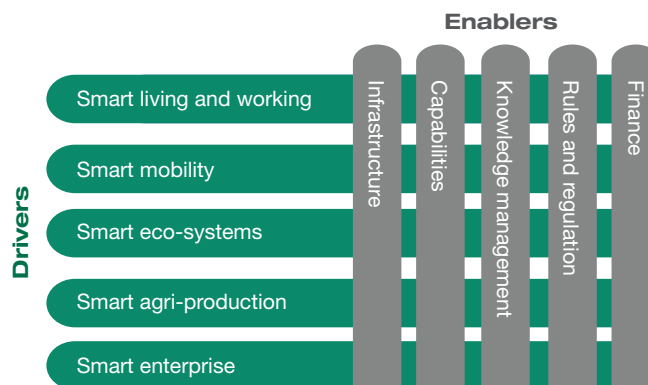 Enablers
Infrastructure
Capabilities
Knowledge management
Rules and regulation
Finance
Drivers
Smart living and working
Smart mobility
Smart eco-systems
Smart agri-production
Smart enterprise